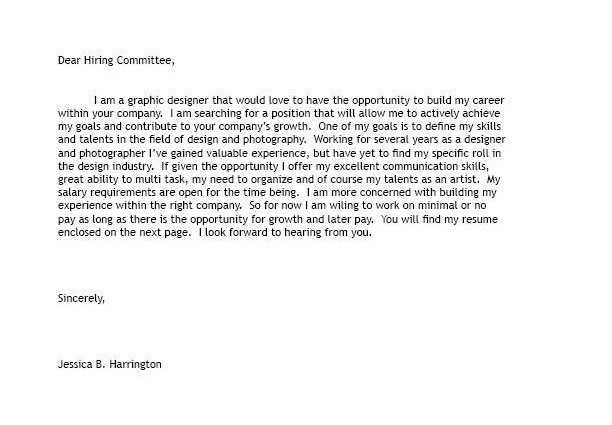 Dear Hiring Committee,
I am a graphic designer that would love to have the opportunity to build my career
within your company. I am searching for a position that will allow me to actively achieve
my goals and contribute to your company's growth. One of my goals is to define my skills
and talents in the field of design and photography. Working for several years as a designer
and photographer I've gained valuable experience, but have yet to find my specific roll in
the design industry. If given the opportunity I offer my excellent communication skills,
great ability to multi task, my need to organize and of course my talents as an artist. My
salary requirements are open for the time being. I am more concerned with building my
experience within the right company. So for now I am wiling to work on minimal or no
pay as long as there is the opportunity for growth and later pay. You will find my resume
enclosed on the next page. I look forward to hearing from you.
Sincerely,
Jessica B. Harrington